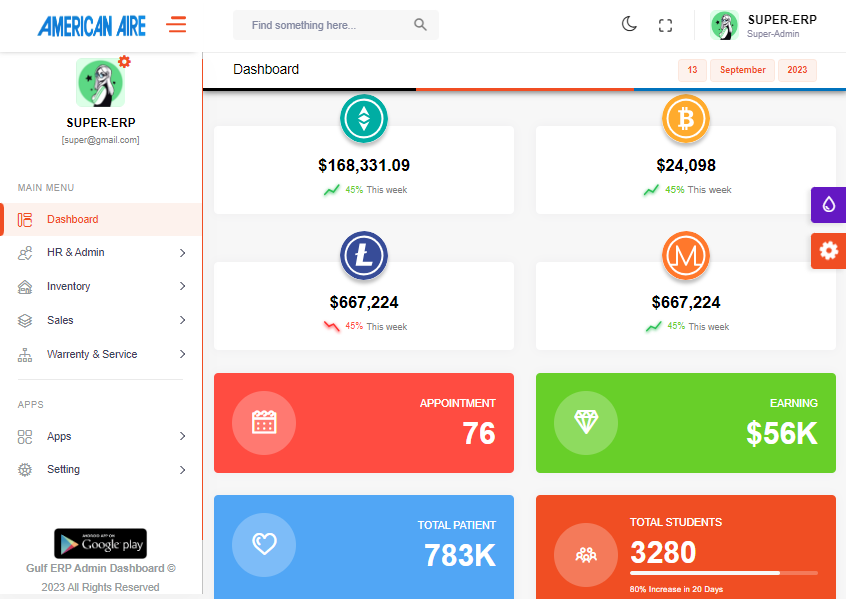 AMERICAN AIRE
Find something here...
SUPER-ERP
Super-Admin
SUPER-ERP
[super@gmail.com]
MAIN MENU
Dashboard
HR & Admin
Inventory
Sales
Warrenty & Service
APPS
Apps
Setting
ANDROID APP ON
Google play
Gulf ERP Admin Dashboard ©
2023 All Rights Reserved
Dashboard
13 September 2023
$168,331.09
45% This week
$24,098
45% This week
$667,224
45% This week
$667,224
45% This week
APPOINTMENT
76
EARNING
$56K
TOTAL PATIENT
783K
TOTAL STUDENTS
3280
80% Increase in 20 Days